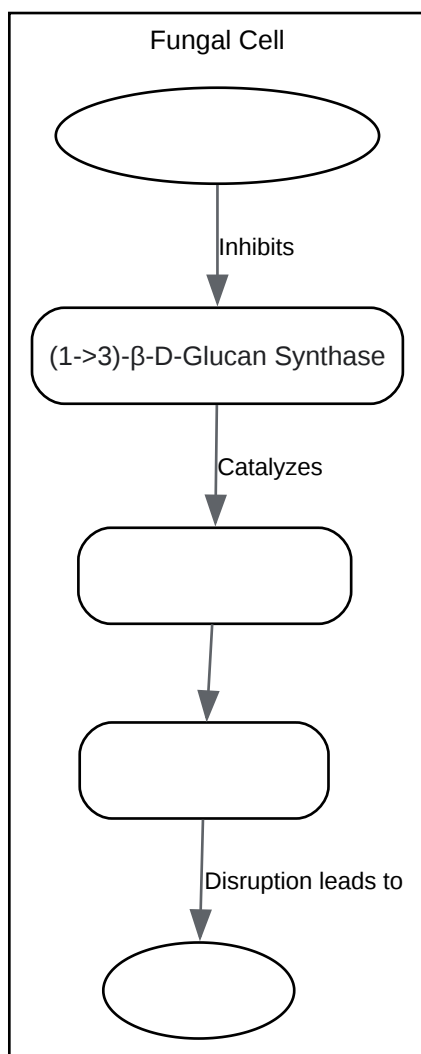 Fungal Cell
Inhibits
(1->3)-β-D-Glucan Synthase
Catalyzes
Disruption leads to